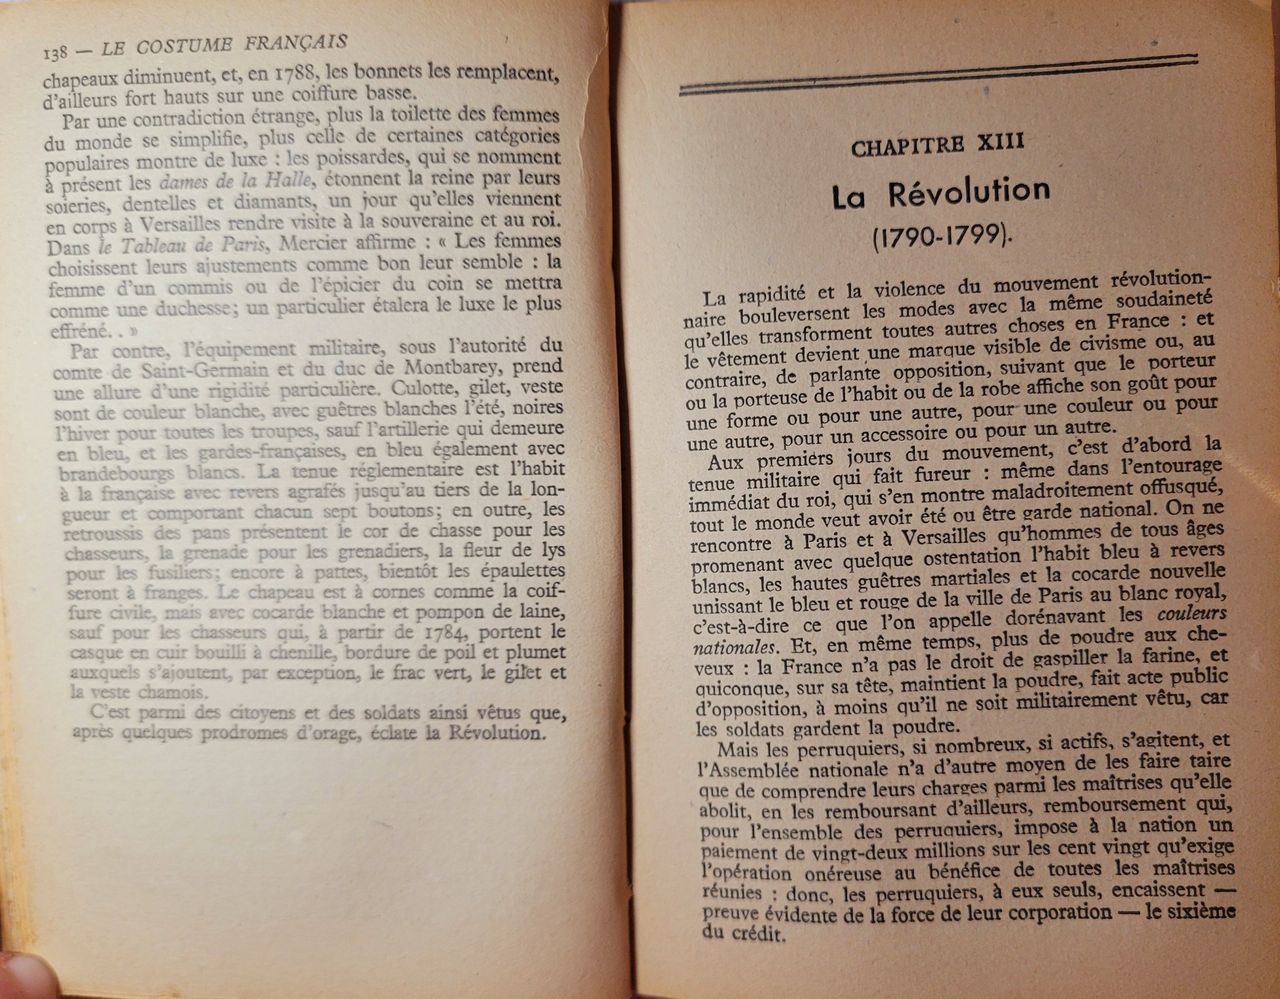 138 — LE COSTUME FRANÇAIS
chapeaux diminuent, et, en 1788, les bonnets les remplacent,
d'ailleurs fort hauts sur une coiffure basse.
Par une contradiction étrange, plus la toilette des femmes
du monde se simplifie, plus celle de certaines catégories
populaires montre de luxe : les poissardes, qui se nomment
à présent les dames de la Halle, étonnent la reine par leurs
soieries, dentelles et diamants, un jour qu'elles viennent
en corps à Versailles rendre visite à la souveraine et au roi.
Dans le Tableau de Paris, Mercier affirme : « Les femmes
choisissent leurs ajustements comme bon leur semble : la
femme d'un commis ou de l'épicier du coin se mettra
comme une duchesse; un particulier étalera le luxe le plus
effréné. . »
Par contre, l'équipement militaire, sous l'autorité du
comte de Saint-Germain et du duc de Montbarey, prend
une allure d'une rigidité particulière. Culotte, gilet, veste
sont de couleur blanche, avec guêtres blanches l'été, noires
l'hiver pour toutes les troupes, sauf l'artillerie qui demeure
en bleu, et les gardes-françaises, en bleu également avec
brandebourgs blancs. La tenue réglementaire est l'habit
à la française avec revers agrafés jusqu'au tiers de la lon-
gueur et comportant chacun sept boutons; en outre, les
retroussis des pans présentent le cor de chasse pour les
chasseurs, la grenade pour les grenadiers, la fleur de lys
pour les fusiliers; encore à pattes, bientôt les épaulettes
seront à franges. Le chapeau est à cornes comme la coif-
fure civile, mais avec cocarde blanche et pompon de laine,
sauf pour les chasseurs qui, à partir de 1784, portent le
casque en cuir bouilli à chenille, bordure de poil et plumet
auxquels s'ajoutent, par exception, le frac vert, le gilet et
la veste chamois.
C'est parmi des citoyens et des soldats ainsi vêtus que,
après quelques prodromes d'orage, éclate la Révolution.
CHAPITRE XIII
La Révolution
(1790-1799).
La rapidité et la violence du mouvement révolution-
naire bouleversent les modes avec la même soudaineté
qu'elles transforment toutes autres choses en France : et
le vêtement devient une marque visible de civisme ou, au
contraire, de parlante opposition, suivant que le porteur
ou la porteuse de l'habit ou de la robe affiche son goût pour
une forme ou pour une autre, pour une couleur ou pour
une autre, pour un accessoire ou pour un autre.
Aux premiers jours du mouvement, c'est d'abord la
tenue militaire qui fait fureur : même dans l'entourage
immédiat du roi, qui s'en montre maladroitement offusqué,
tout le monde veut avoir été ou être garde national. On ne
rencontre à Paris et à Versailles qu'hommes de tous âges
promenant avec quelque ostentation l'habit bleu à revers
blancs, les hautes guêtres martiales et la cocarde nouvelle
unissant le bleu et rouge de la ville de Paris au blanc royal,
c'est-à-dire ce que l'on appelle dorénavant les couleurs
nationales. Et, en même temps, plus de poudre aux che-
veux : la France n'a pas le droit de gaspiller la farine, et
quiconque, sur sa tête, maintient la poudre, fait acte public
d'opposition, à moins qu'il ne soit militairement vêtu, car
les soldats gardent la poudre.
Mais les perruquiers, si nombreux, si actifs, s'agitent, et
l'Assemblée nationale n'a d'autre moyen de les faire taire
que de comprendre leurs charges parmi les maîtrises qu'elle
abolit, en les remboursant d'ailleurs, remboursement qui,
pour l'ensemble des perruquiers, impose à la nation un
paiement de vingt-deux millions sur les cent vingt qu'exige
l'opération onéreuse au bénéfice de toutes les maîtrises
réunies : donc, les perruquiers, à eux seuls, encaissent —
preuve évidente de la force de leur corporation — le sixième
du crédit.